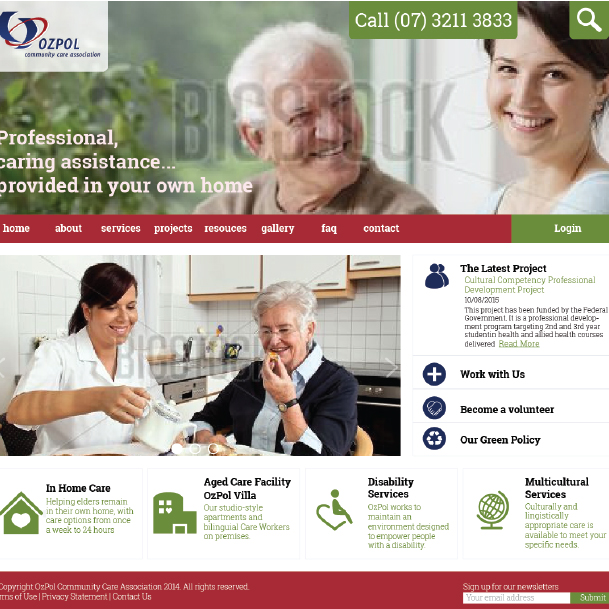 OZPOL
community care association
Call (07) 3211 3833
BIGSTOCK
Professional,
caring assistance...
provided in your own home
home about services projects resouces gallery faq contact Login
BIGSTOCK
The Latest Project
Cultural Competency Professional
Development Project
10/08/2015
This project has been funded by the Federal
Government. It is a professional develop-
ment program targeting 2nd and 3rd year
studentin health and allied health courses
delivered Read More
Work with Us
Become a volunteer
Our Green Policy
In Home Care
Helping elders remain
in their own home, with
care options from once
a week to 24 hours
Aged Care Facility
OzPol Villa
Our studio-style
apartments and
bilingual Care Workers
on premises.
Disability
Services
OzPol works to
maintain an
environment designed
to empower people
with a disability.
Multicultural
Services
Culturally and
lingistically
appropriate care is
available to meet your
specific needs.
Copyright OzPol Community Care Association 2014. All rights reserved.
rms of Use | Privacy Statement | Contact Us
Sign up for our newsletters
Your email address Submit